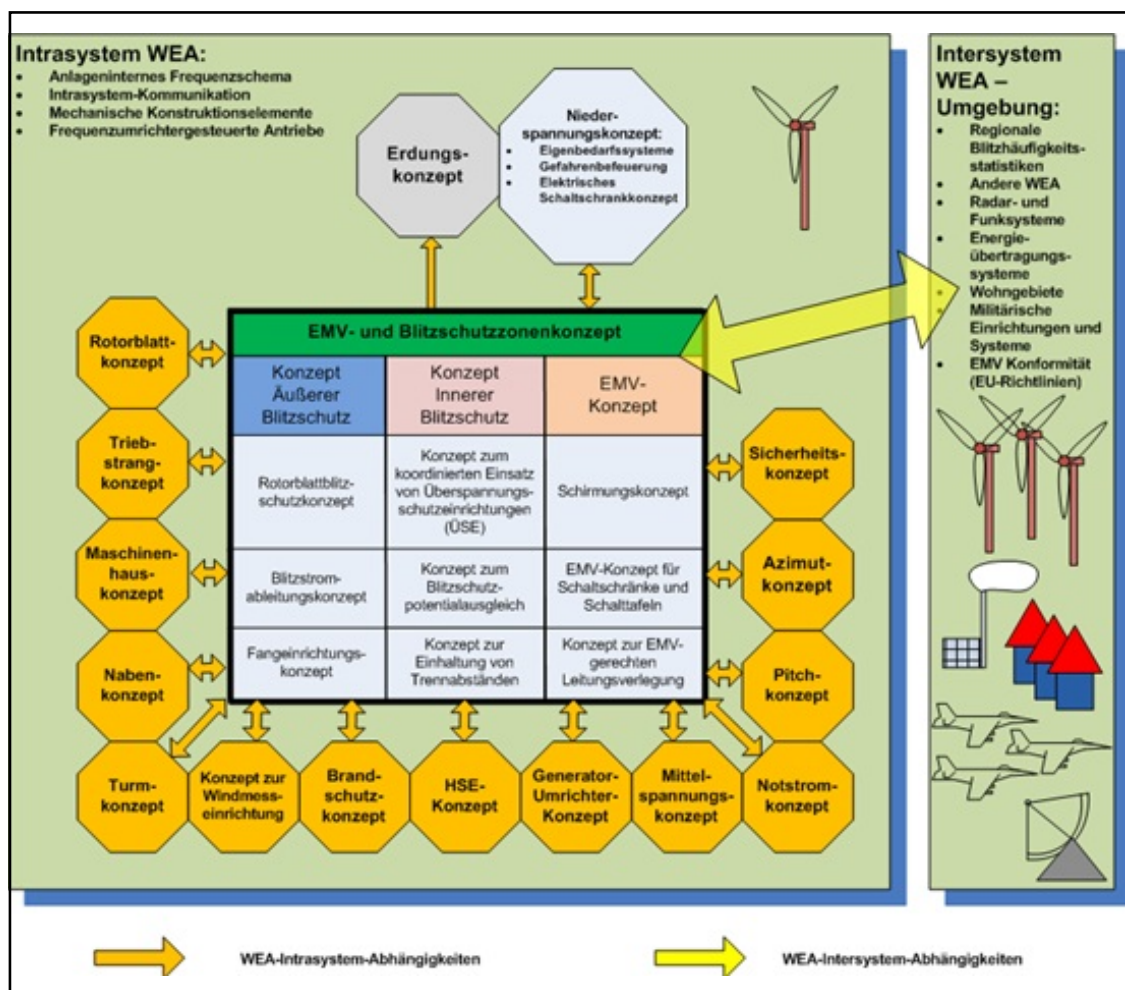 Intrasystem WEA:
• Anlageninternes Frequenzschema
• Intrasystem-Kommunikation
• Mechanische Konstruktionselemente
• Frequenzumrichtergesteuerte Antriebe
Erdungs-
konzept
Nieder-
spannungskonzept:
• Eigenbedarfssysteme
• Gefahrenbefeuerung
• Elektrisches
Schaltschrankkonzept
Intersystem
WEA –
Umgebung:
• Regionale
Blitzhäufigkeits-
statistiken
• Andere WEA
• Radar- und
Funksysteme
• Energie-
übertragungs-
systeme
• Wohngebiete
• Militärische
Einrichtungen und
Systeme
• EMV Konformität
(EU-Richtlinien)
EMV- und Blitzschutzzonenkonzept
Konzept
Äußerer
Blitzschutz
Konzept
Innerer
Blitzschutz
EMV-
Konzept
Rotorblattblitz-
schutzkonzept
Konzept zum
koordinierten Einsatz
von Überspannungs-
schutzeinrichtungen
(ÜSE)
Schirmungskonzept
Blitzstrom-
ableitungskonzept
Konzept zum
Blitzschutz-
potentialausgleich
EMV-Konzept für
Schaltschränke und
Schalttafeln
Fangeinrichtungs-
konzept
Konzept zur
Einhaltung von
Trennabständen
Konzept zur EMV-
gerechten
Leitungsverlegung
Rotorblatt-
konzept
Trieb-
strang-
konzept
Maschinen-
haus-
konzept
Naben-
konzept
Turm-
konzept
Konzept zur
Windmess-
einrichtung
Brand-
schutz-
konzept
HSE-
Konzept
Generator-
Umrichter-
Konzept
Mittel-
spannungs-
konzept
Notstrom-
konzept
Sicherheits-
konzept
Azimut-
konzept
Pitch-
konzept
WEA-Intrasystem-Abhängigkeiten
WEA-Intersystem-Abhängigkeiten